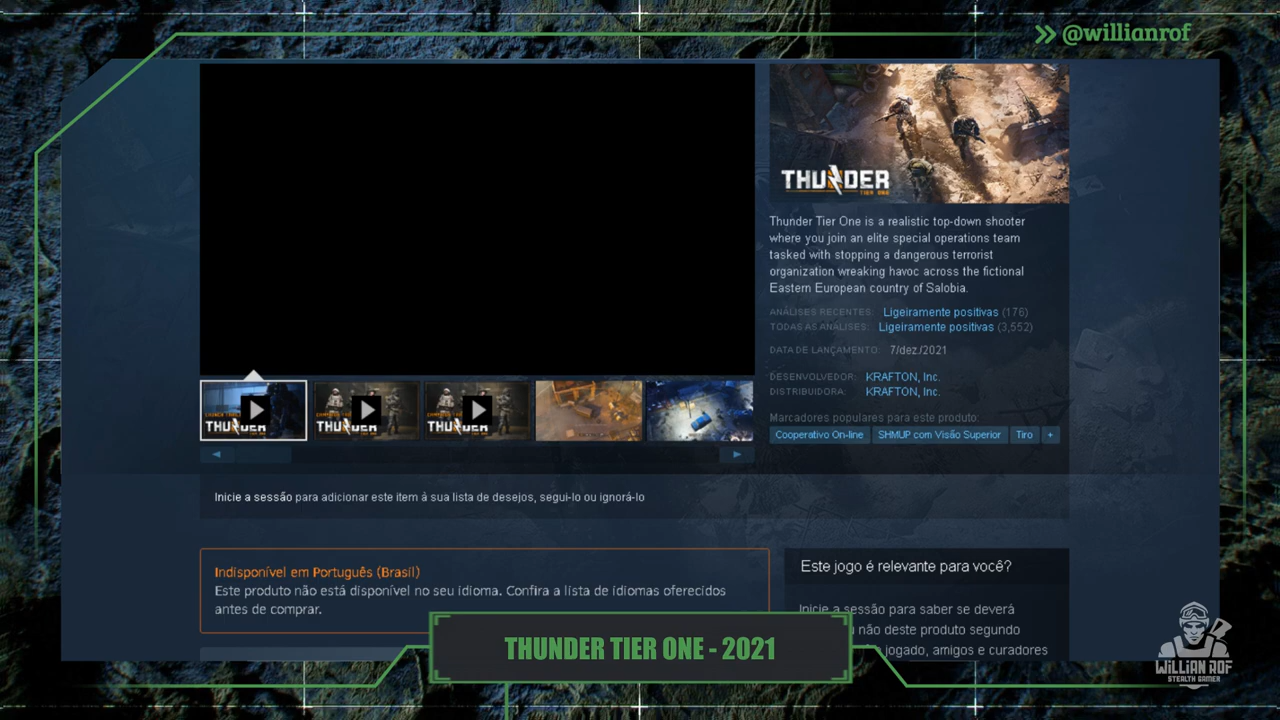 @willianrof
THUNDER
TIER ONE
Thunder Tier One is a realistic top-down shooter
where you join an elite special operations team
tasked with stopping a dangerous terrorist
organization wreaking havoc across the fictional
Eastern European country of Salobia.
ANÁLISES RECENTES: Ligeiramente positivas (176)
TODAS AS ANÁLISES: Ligeiramente positivas (3,552)
DATA DE LANÇAMENTO: 7/dez./2021
DESENVOLVEDOR: KRAFTON, Inc.
DISTRIBUIDORA: KRAFTON, Inc.
Marcadores populares para este produto:
Cooperativo On-line SHMUP com Visão Superior Tiro +
THUNDER THUNDER THUNDER
Inicie a sessão para adicionar este item à sua lista de desejos, segui-lo ou ignorá-lo
Indisponível em Português (Brasil)
Este produto não está disponível no seu idioma. Confira a lista de idiomas oferecidos
antes de comprar.
Este jogo é relevante para você?
Inicie a sessão para saber se deverá
não deste produto segundo
jogado, amigos e curadores
THUNDER TIER ONE - 2021
WILLIAN ROF
STEALTH GAMER